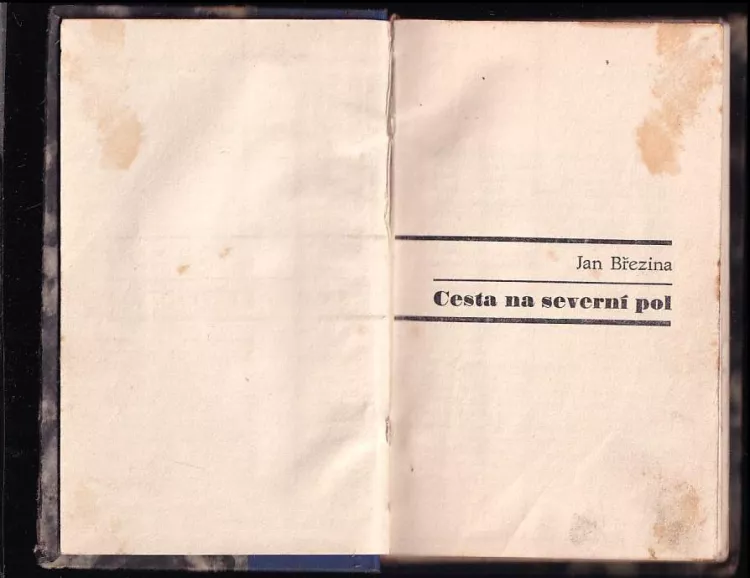 Jan Březina
Cesta na severní pol